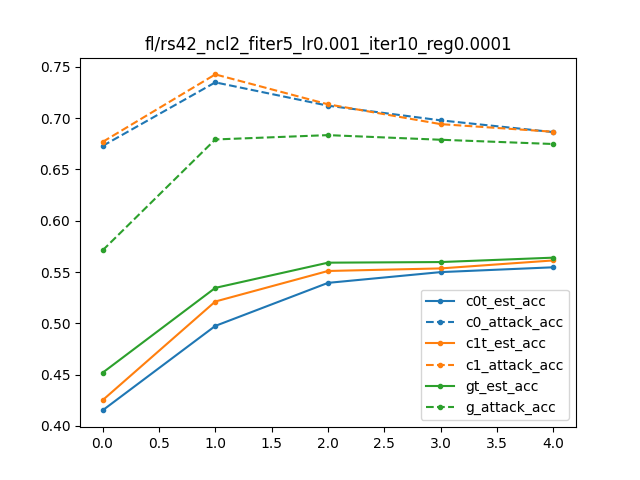 fl/rs42_ncl2_fiter5_lr0.001_iter10_reg0.0001
0.75
0.70
0.65
0.60
0.55
0.50
0.45
0.40
0.0 0.5 1.0 1.5 2.0 2.5 3.0 3.5 4.0
c0t_est_acc
c0_attack_acc
c1t_est_acc
c1_attack_acc
gt_est_acc
g_attack_acc